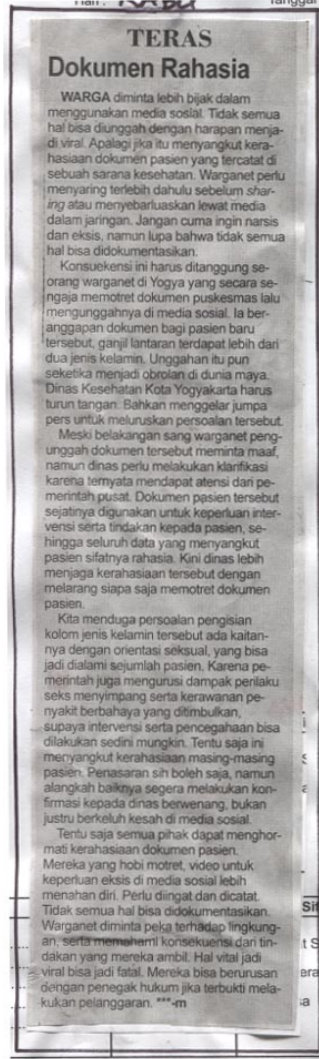 Hari :
RABU
Tanggal
TERAS
Dokumen Rahasia
WARGA diminta lebih bijak dalam
menggunakan media sosial. Tidak semua
hal bisa diunggah dengan harapan menja-
di viral. Apalagi jika itu menyangkut kera-
hasiaan dokumen pasien yang tercatat di
sebuah sarana kesehatan. Warganet perlu
menyaring terlebih dahulu sebelum shar-
ing atau menyebarluaskan lewat media
dalam jaringan. Jangan cuma ingin narsis
dan eksis, namun lupa bahwa tidak semua
hal bisa didokumentasikan.
Konsuekensi ini harus ditanggung se-
orang warganet di Yogya yang secara se-
ngaja memotret dokumen puskesmas lalu
mengunggahnya di media sosial. Ia ber-
anggapan dokumen bagi pasien baru
tersebut, ganjil lantaran terdapat lebih dari
dua jenis kelamin. Unggahan itu pun
seketika menjadi obrolan di dunia maya.
Dinas Kesehatan Kota Yogyakarta harus
turun tangan. Bahkan menggelar jumpa
pers untuk meluruskan persoalan tersebut.
Meski belakangan sang warganet peng-
unggah dokumen tersebut meminta maaf,
namun dinas perlu melakukan klarifikasi
karena ternyata mendapat atensi dari pe-
merintah pusat. Dokumen pasien tersebut
sejatinya digunakan untuk keperluan inter-
vensi serta tindakan kepada pasien, se-
hingga seluruh data yang menyangkut
pasien sifatnya rahasia. Kini dinas lebih
menjaga kerahasiaan tersebut dengan
melarang siapa saja memotret dokumen
pasien.
Kita menduga persoalan pengisian
kolom jenis kelamin tersebut ada kaitan-
nya dengan orientasi seksual, yang bisa
jadi dialami sejumlah pasien. Karena pe-
merintah juga mengurusi dampak perilaku
seks menyimpang serta kerawanan pe-
nyakit berbahaya yang ditimbulkan,
supaya intervensi serta pencegahaan bisa
dilakukan sedini mungkin. Tentu saja ini
menyangkut kerahasiaan masing-masing
pasien. Penasaran sih boleh saja, namun
alangkah baiknya segera melakukan kon-
firmasi kepada dinas berwenang, bukan
justru berkeluh kesah di media sosial.
Tentu saja semua pihak dapat menghor-
mati kerahasiaan dokumen pasien.
Mereka yang hobi motret, video untuk
keperluan eksis di media sosial lebih
menahan diri. Perlu diingat dan dicatat.
Tidak semua hal bisa didokumentasikan.
Warganet diminta peka terhadap lingkung-
an, serta memahami konsekuensi dari tin-
dakan yang mereka ambil. Hal vital jadi
viral bisa jadi fatal. Mereka bisa berurusan
dengan penegak hukum jika terbukti mela-
kukan pelanggaran. ***-m